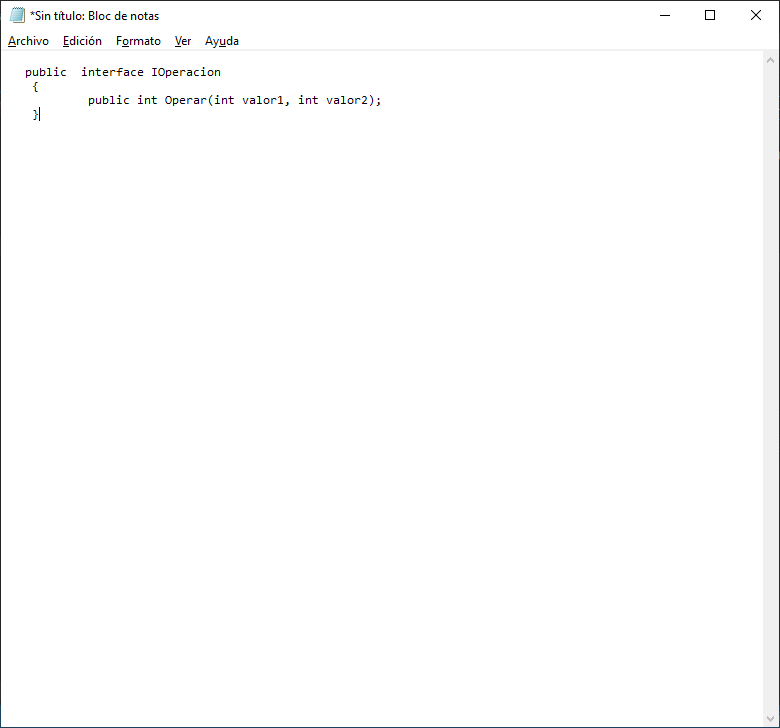 *Sin título: Bloc de notas
Archivo Edición Formato Ver Ayuda
public  interface IOperacion
{
public int Operar(int valor1, int valor2);
}